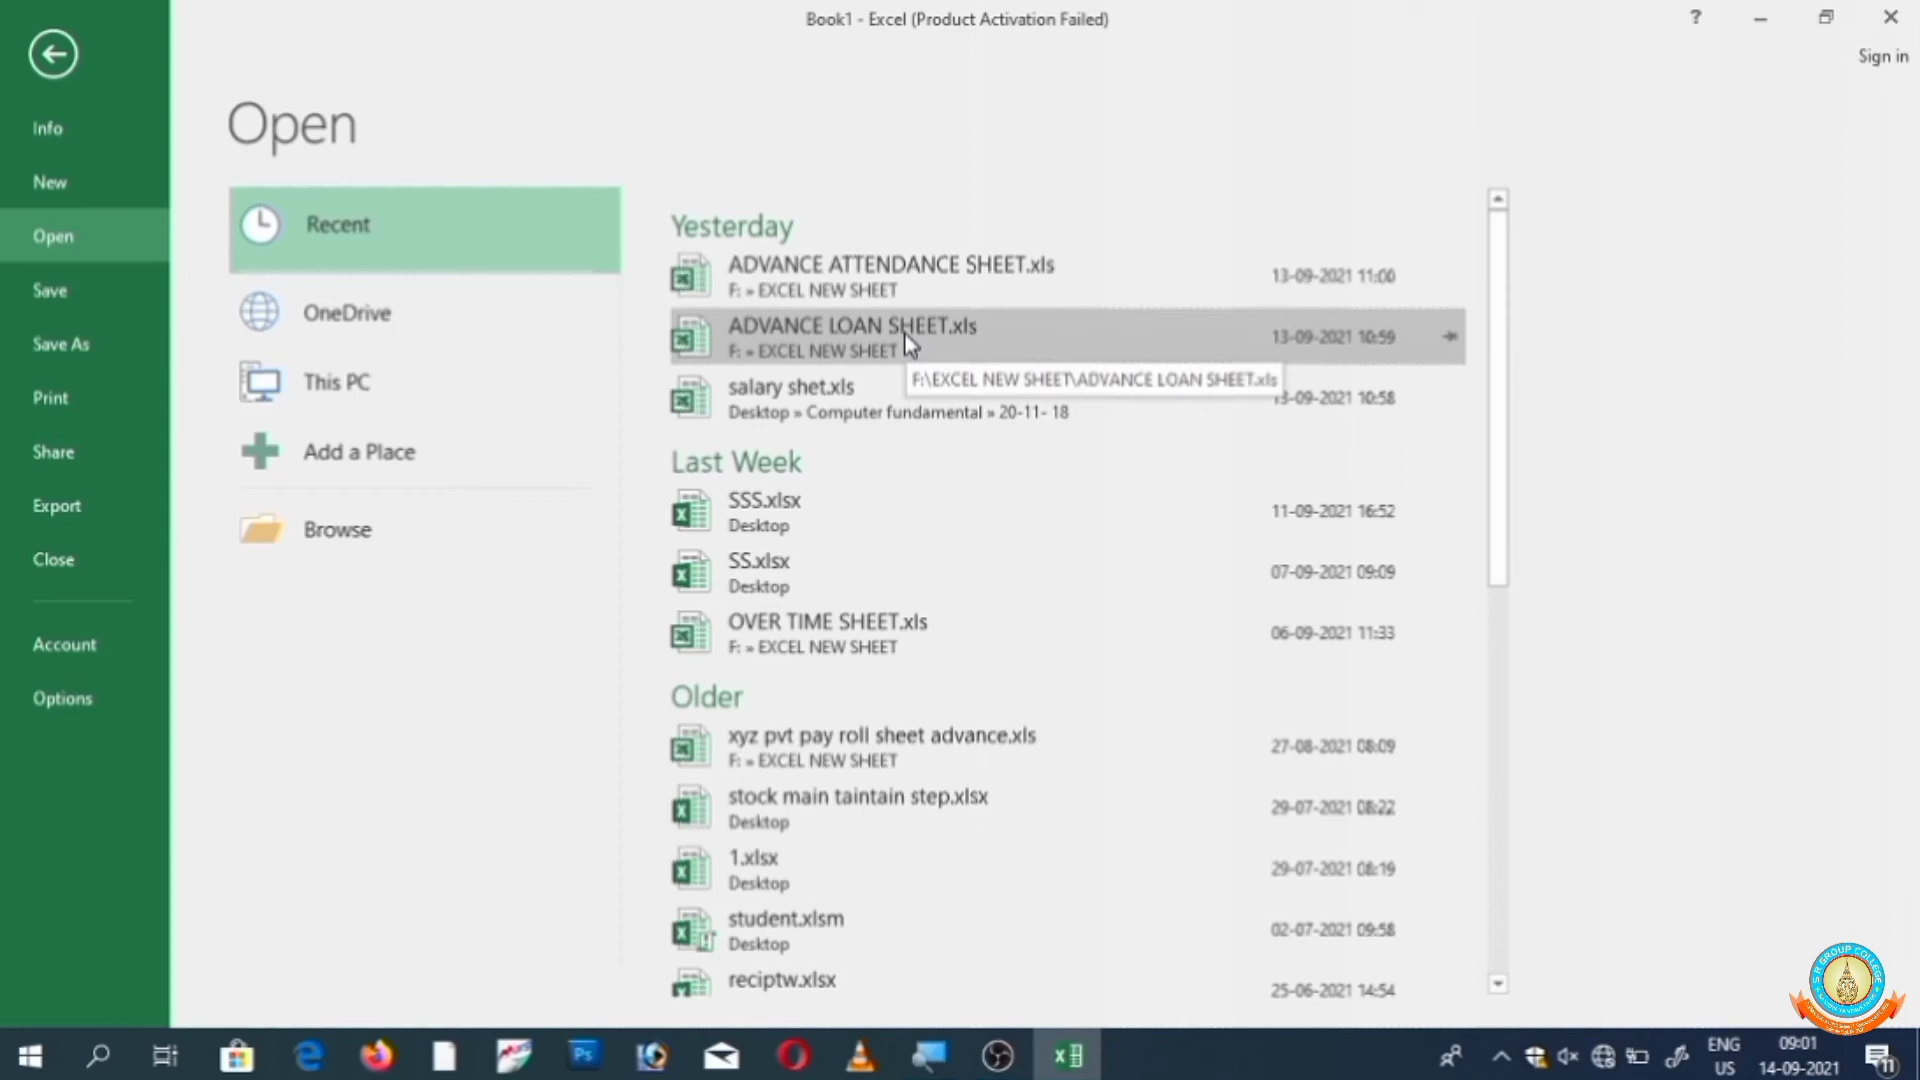 Book1 - Excel (Product Activation Failed)
?
Sign in
Info
New
Open
Save
Save As
Print
Share
Export
Close
Account
Options
Open
Recent
OneDrive
This PC
Add a Place
Browse
Yesterday
ADVANCE ATTENDANCE SHEET.xls
F: » EXCEL NEW SHEET
13-09-2021 11:00
ADVANCE LOAN SHEET.xls
F: » EXCEL NEW SHEET
13-09-2021 10:59
F:\EXCEL NEW SHEET\ADVANCE LOAN SHEET.xls
salary shet.xls
Desktop » Computer fundamental » 20-11- 18
13-09-2021 10:58
Last Week
SSS.xlsx
Desktop
11-09-2021 16:52
SS.xlsx
Desktop
07-09-2021 09:09
OVER TIME SHEET.xls
F: » EXCEL NEW SHEET
06-09-2021 11:33
Older
xyz pvt pay roll sheet advance.xls
F: » EXCEL NEW SHEET
27-08-2021 08:09
stock main taintain step.xlsx
Desktop
29-07-2021 08:22
1.xlsx
Desktop
29-07-2021 08:19
student.xlsm
Desktop
02-07-2021 09:58
reciptw.xlsx
25-06-2021 14:54
S R GROUP COLLEGE
Ps
ENG
US
09:01
14-09-2021
11